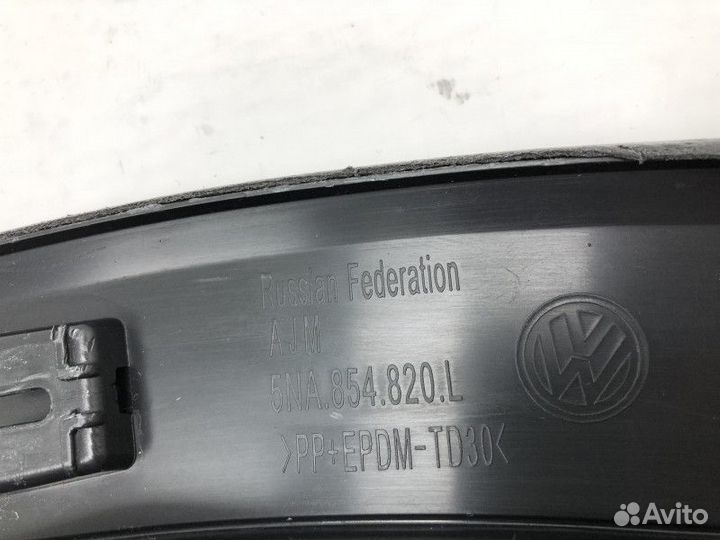 Russian Federation
AJM
5NA.854.820.L
>PP+EPDM-TD30<
Avito